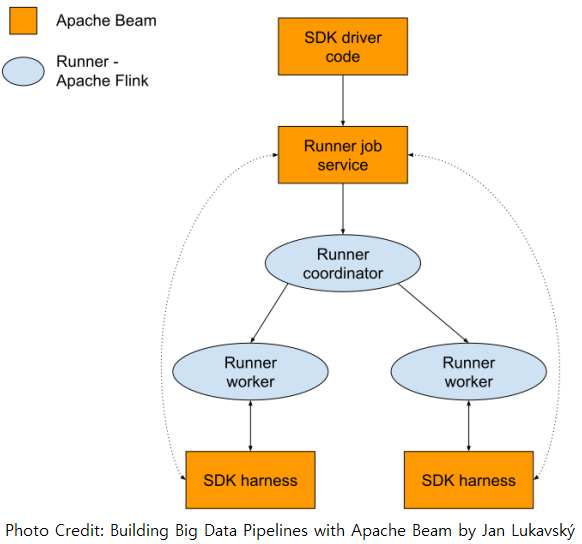 Apache Beam
Runner -
Apache Flink
SDK driver
code
Runner job
service
Runner
coordinator
Runner
worker
Runner
worker
SDK harness
SDK harness
Photo Credit: Building Big Data Pipelines with Apache Beam by Jan Lukavský